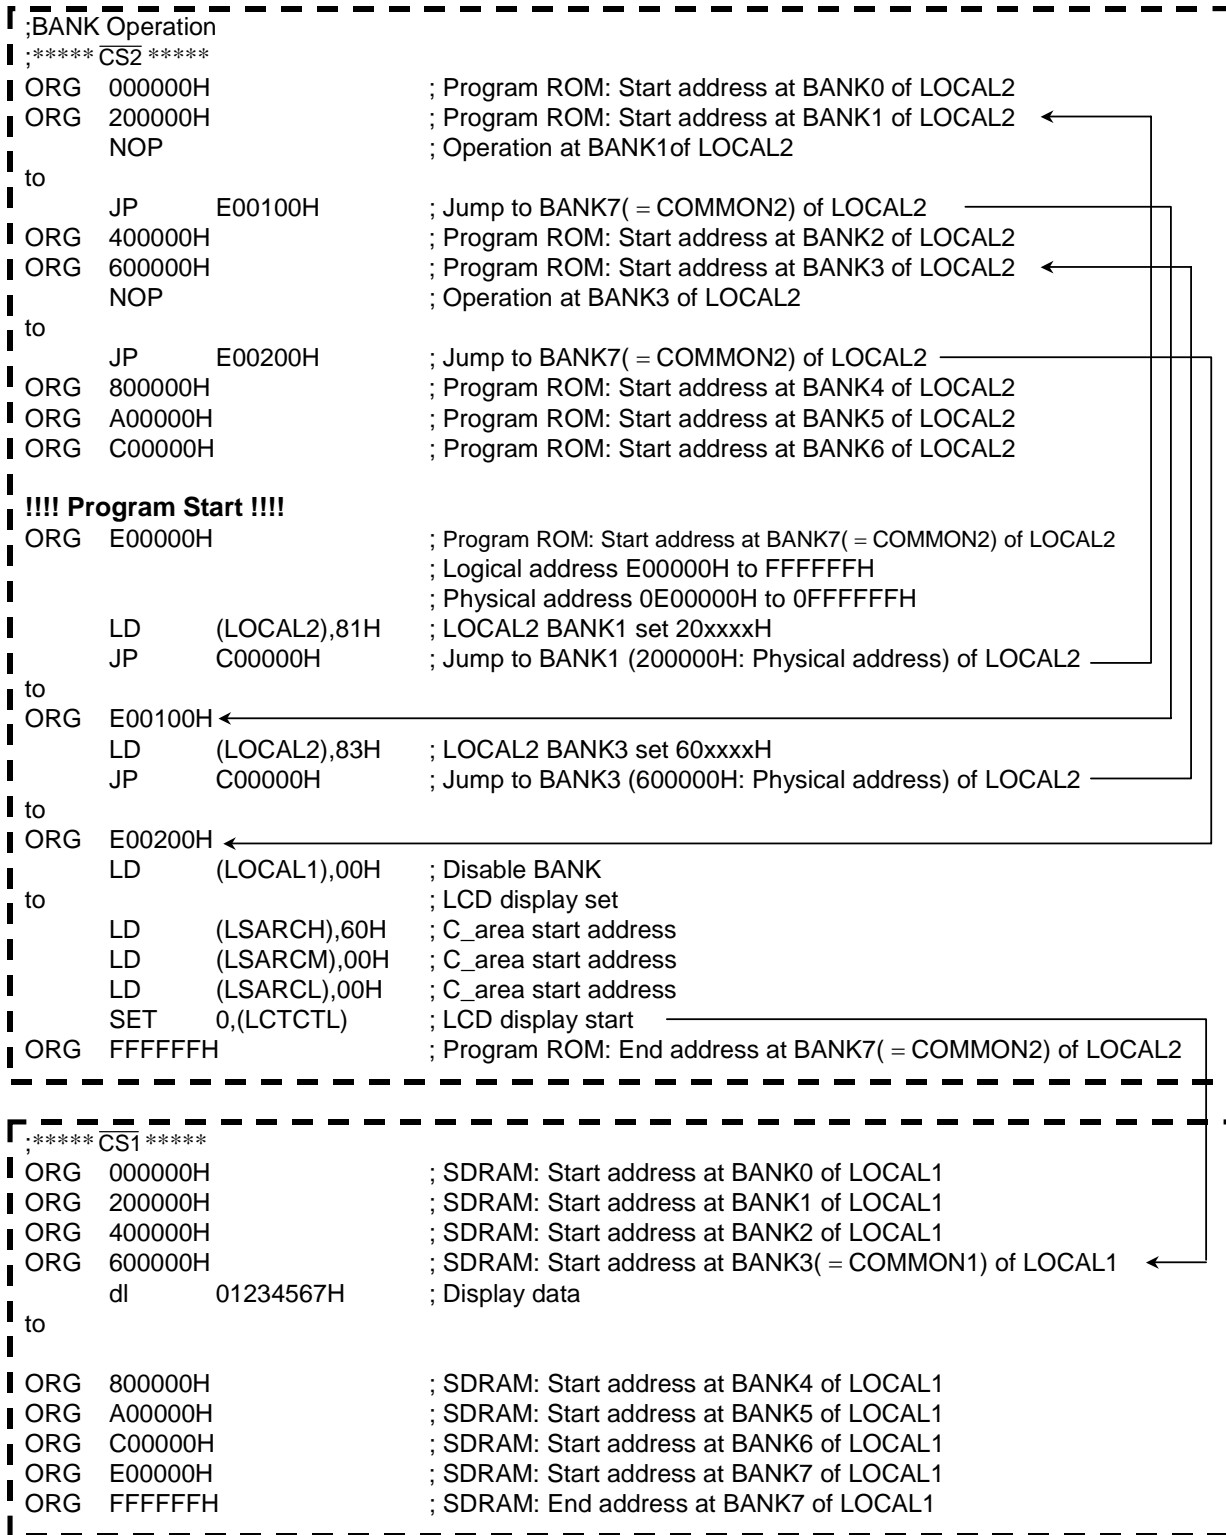 ;BANK Operation
;***** CS2 *****
ORG 000000H ; Program ROM: Start address at BANK0 of LOCAL2
ORG 200000H ; Program ROM: Start address at BANK1 of LOCAL2
NOP ; Operation at BANK1of LOCAL2
to
JP E00100H ; Jump to BANK7( = COMMON2) of LOCAL2
ORG 400000H ; Program ROM: Start address at BANK2 of LOCAL2
ORG 600000H ; Program ROM: Start address at BANK3 of LOCAL2
NOP ; Operation at BANK3 of LOCAL2
to
JP E00200H ; Jump to BANK7( = COMMON2) of LOCAL2
ORG 800000H ; Program ROM: Start address at BANK4 of LOCAL2
ORG A00000H ; Program ROM: Start address at BANK5 of LOCAL2
ORG C00000H ; Program ROM: Start address at BANK6 of LOCAL2
!!!! Program Start !!!!
ORG E00000H ; Program ROM: Start address at BANK7( = COMMON2) of LOCAL2
; Logical address E00000H to FFFFFFH
; Physical address 0E00000H to 0FFFFFFH
LD (LOCAL2),81H ; LOCAL2 BANK1 set 20xxxxH
JP C00000H ; Jump to BANK1 (200000H: Physical address) of LOCAL2
to
ORG E00100H
LD (LOCAL2),83H ; LOCAL2 BANK3 set 60xxxxH
JP C00000H ; Jump to BANK3 (600000H: Physical address) of LOCAL2
to
ORG E00200H
LD (LOCAL1),00H ; Disable BANK
to ; LCD display set
LD (LSARCH),60H ; C_area start address
LD (LSARCM),00H ; C_area start address
LD (LSARCL),00H ; C_area start address
SET 0,(LCTCTL) ; LCD display start
ORG FFFFFFH ; Program ROM: End address at BANK7( = COMMON2) of LOCAL2
;***** CS1 *****
ORG 000000H ; SDRAM: Start address at BANK0 of LOCAL1
ORG 200000H ; SDRAM: Start address at BANK1 of LOCAL1
ORG 400000H ; SDRAM: Start address at BANK2 of LOCAL1
ORG 600000H ; SDRAM: Start address at BANK3( = COMMON1) of LOCAL1
dl 01234567H ; Display data
to
ORG 800000H ; SDRAM: Start address at BANK4 of LOCAL1
ORG A00000H ; SDRAM: Start address at BANK5 of LOCAL1
ORG C00000H ; SDRAM: Start address at BANK6 of LOCAL1
ORG E00000H ; SDRAM: Start address at BANK7 of LOCAL1
ORG FFFFFFH ; SDRAM: End address at BANK7 of LOCAL1